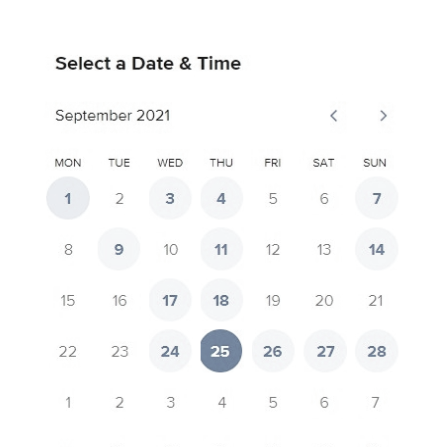 Select a Date & Time
September 2021
MON TUE WED THU FRI SAT SUN
1 2 3 4 5 6 7
8 9 10 11 12 13 14
15 16 17 18 19 20 21
22 23 24 25 26 27 28
1 2 3 4 5 6 7